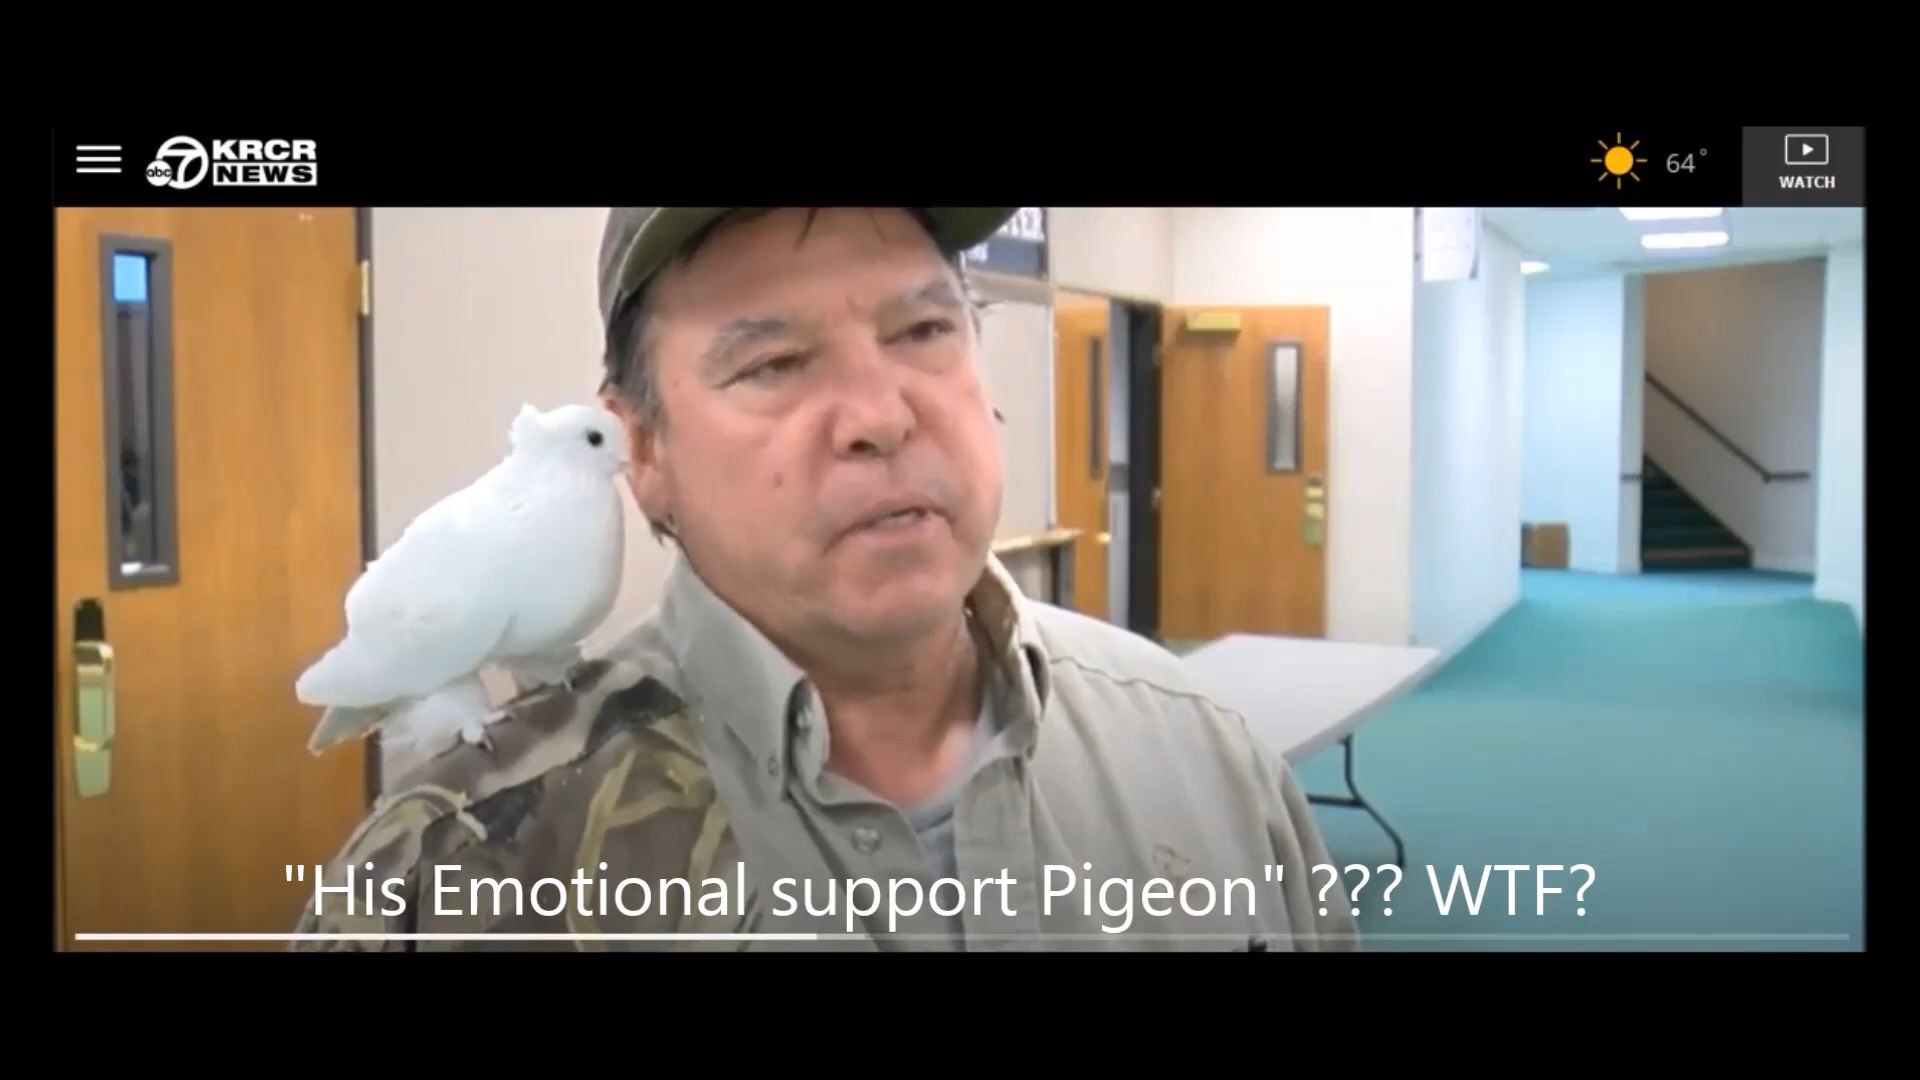 abc 7 KRCR
NEWS
64°
WATCH
"His Emotional support Pigeon" ??? WTF?